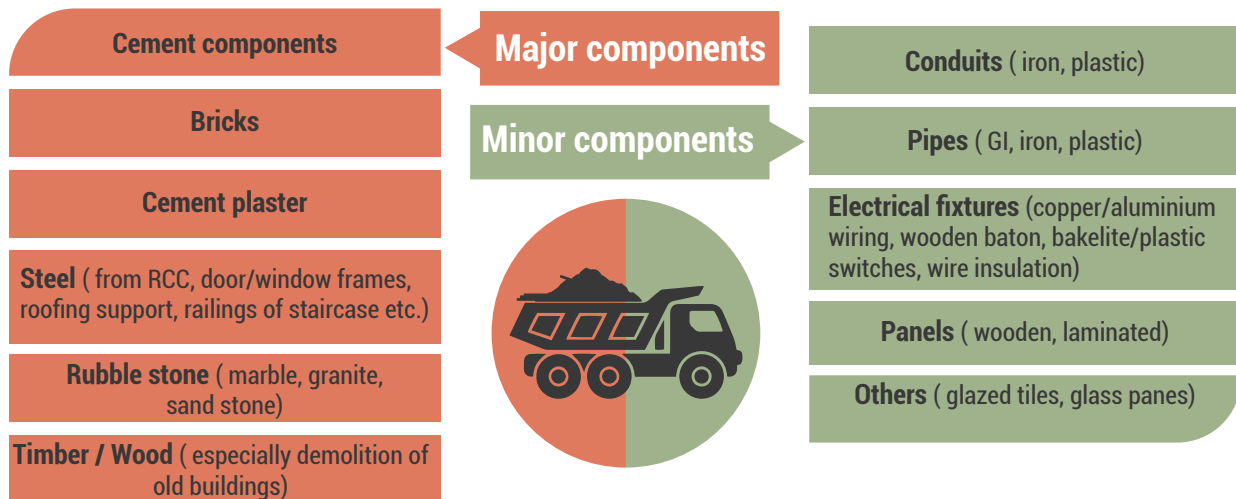 Major components
Cement components
Bricks
Cement plaster
Steel ( from RCC, door/window frames,
roofing support, railings of staircase etc.)
Rubble stone ( marble, granite,
sand stone)
Timber / Wood ( especially demolition of
old buildings)
Minor components
Conduits ( iron, plastic)
Pipes ( GI, iron, plastic)
Electrical fixtures (copper/aluminium
wiring, wooden baton, bakelite/plastic
switches, wire insulation)
Panels ( wooden, laminated)
Others ( glazed tiles, glass panes)